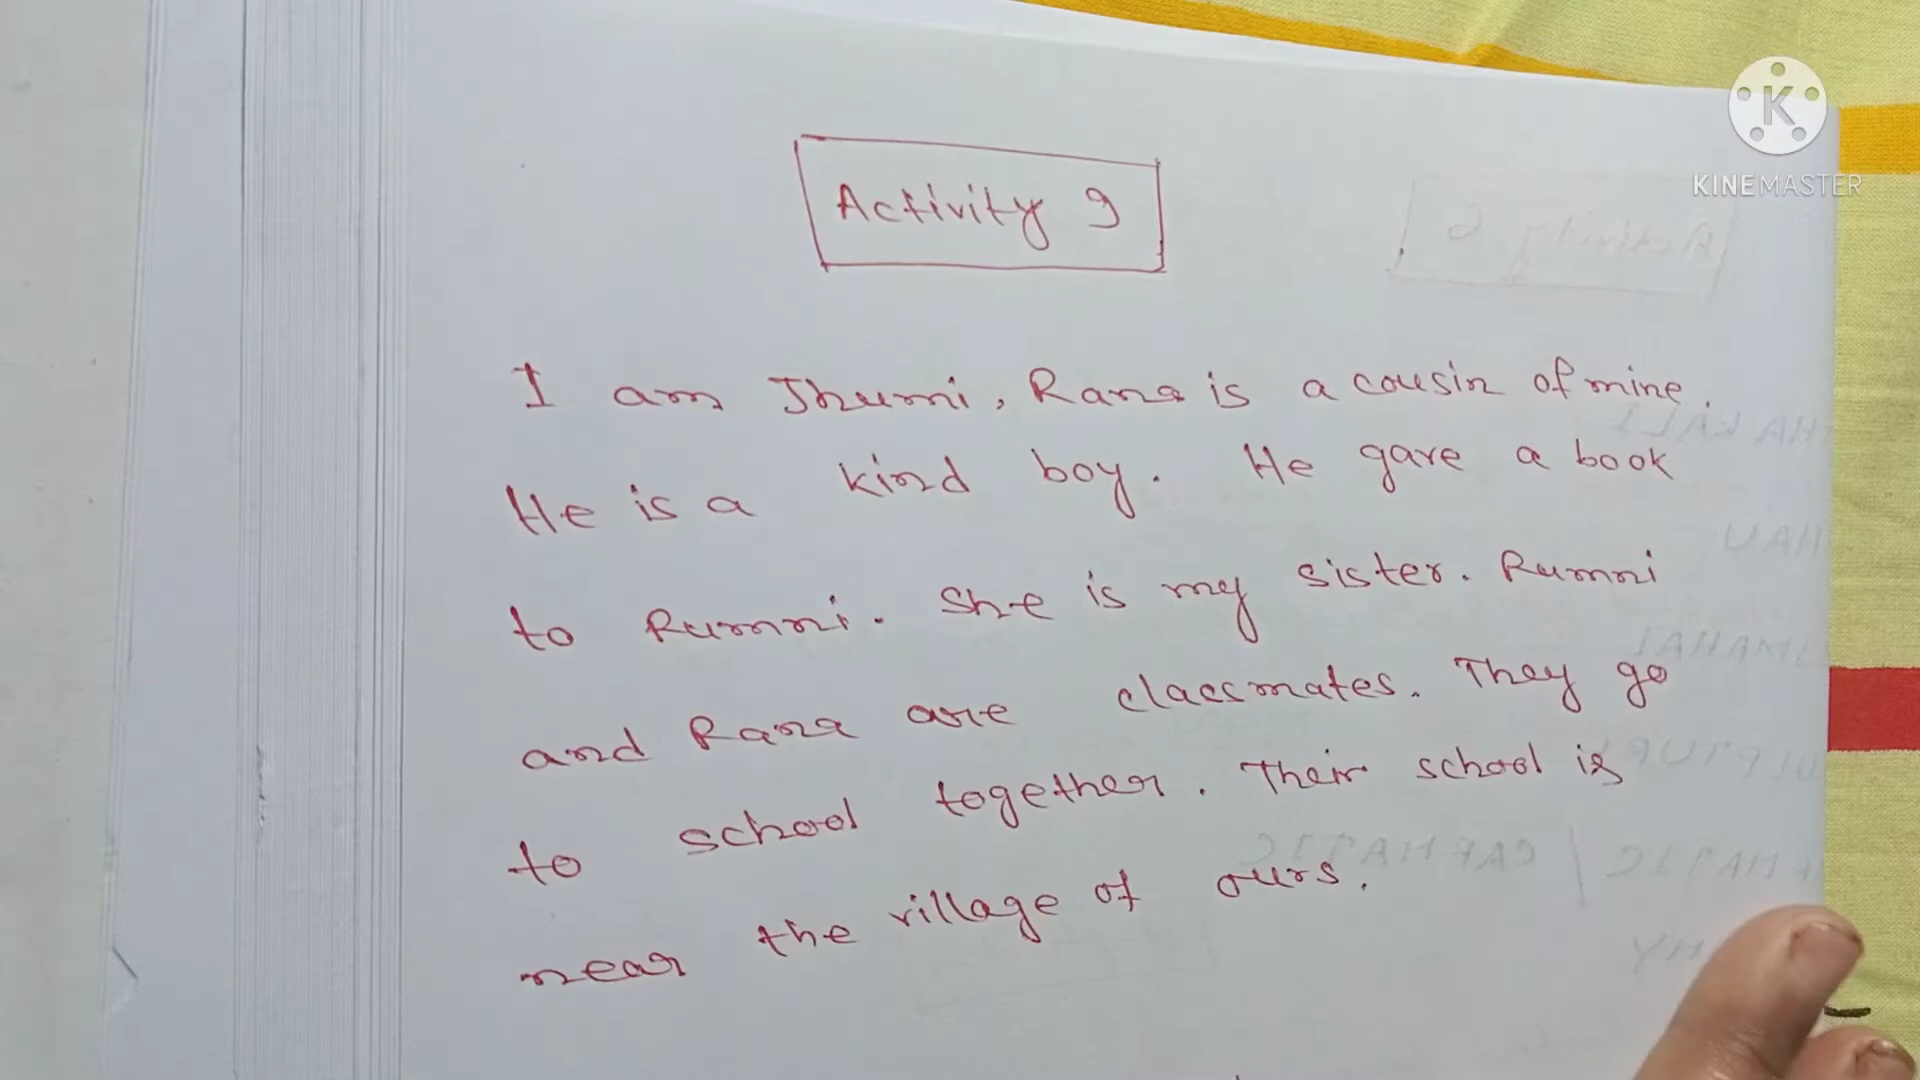 Activity 9
KINEMASTER
I am Jhumi, Rana is a cousin of mine.
He is a kind boy. He gave a book
to Rumni. She is my sister. Rumni
and Rana are classmates. They go
to school together. Their school is
near the village of ours.